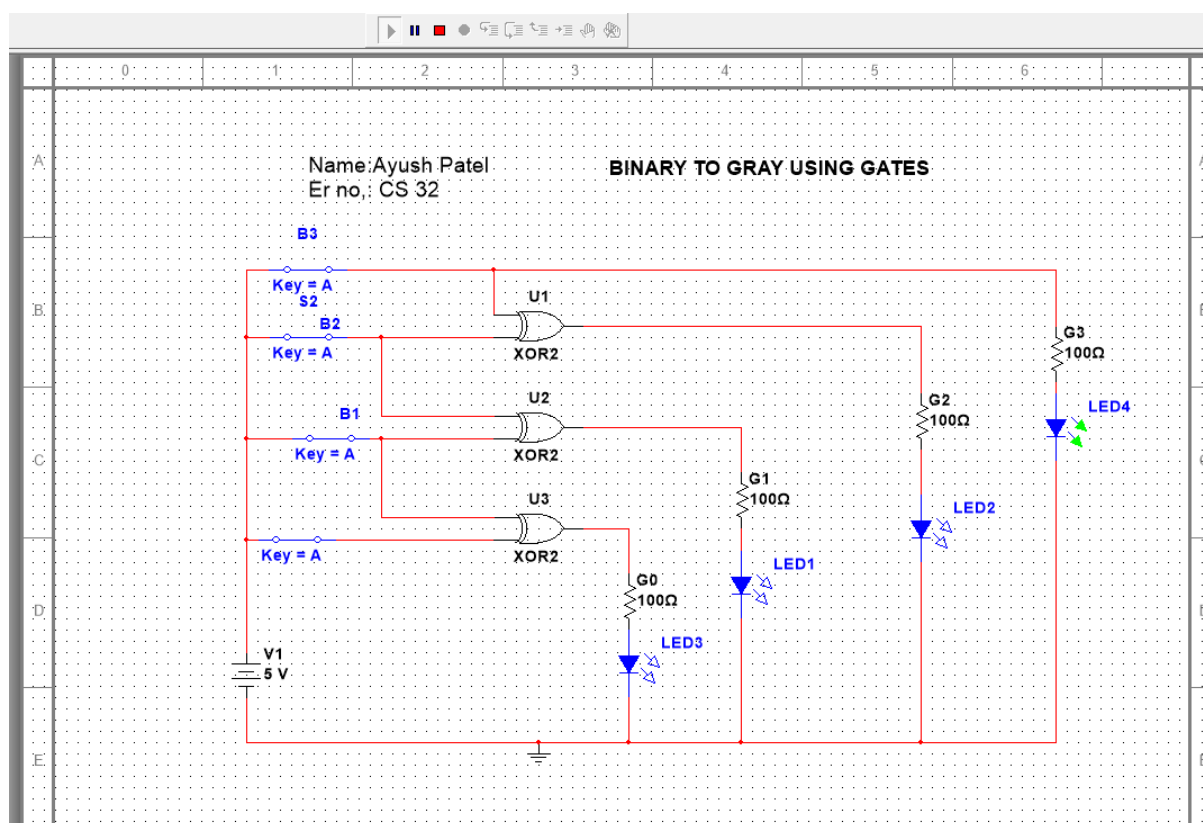 0 1 2 3 4 5 6
A
Name:Ayush Patel
BINARY TO GRAY USING GATES
Er no,: CS 32
B3
Key = A
S2
B
B2
Key = A
U1
XOR2
G3
100Ω
U2
XOR2
B1
Key = A
G2
100Ω
LED4
C
G1
100Ω
U3
XOR2
LED2
Key = A
LED1
G0
100Ω
D
LED3
V1
5 V
E